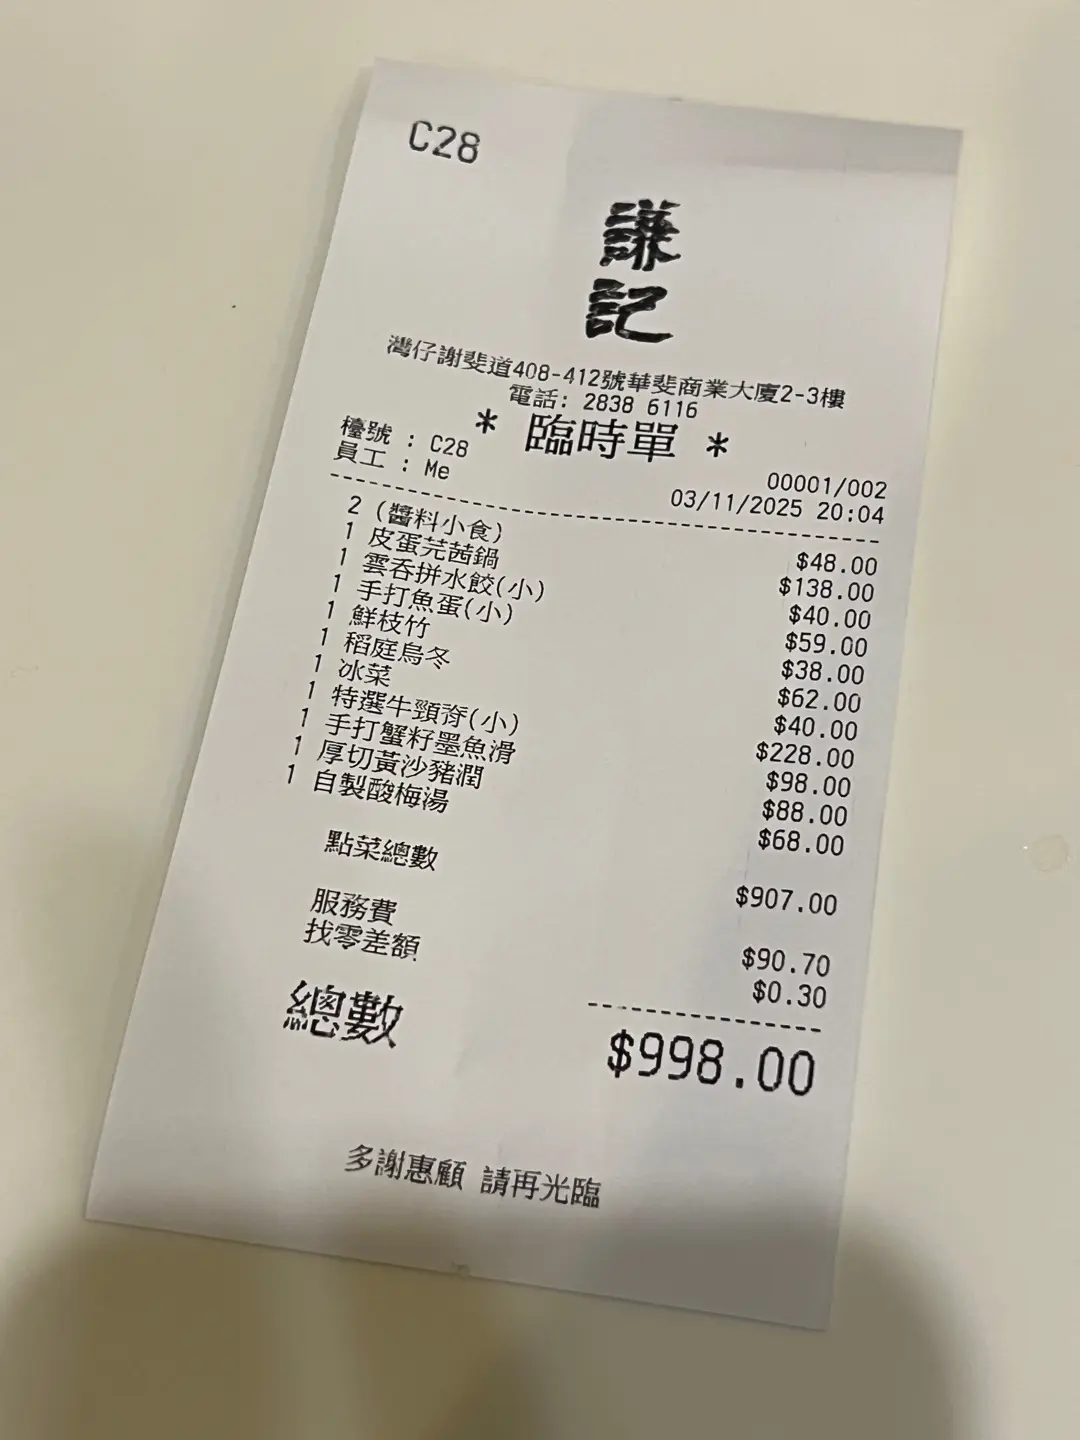 C28
謙
記
灣仔謝斐道408-412號華斐商業大廈2-3樓
電話: 2838 6116
* 臨時單 *
檯號 : C28
員工 : Me
00001/002
03/11/2025 20:04
2 (醬料小食) $48.00
1 皮蛋芫茜鍋 $138.00
1 雲吞拼水餃(小) $40.00
1 手打魚蛋(小) $59.00
1 鮮枝竹 $38.00
1 稻庭烏冬 $62.00
1 冰菜 $40.00
1 特選牛頸脊(小) $228.00
1 手打蟹籽墨魚滑 $98.00
1 厚切黃沙豬潤 $88.00
1 自製酸梅湯 $68.00
點菜總數 $907.00
服務費 $90.70
找零差額 $0.30
總數 $998.00
多謝惠顧 請再光臨